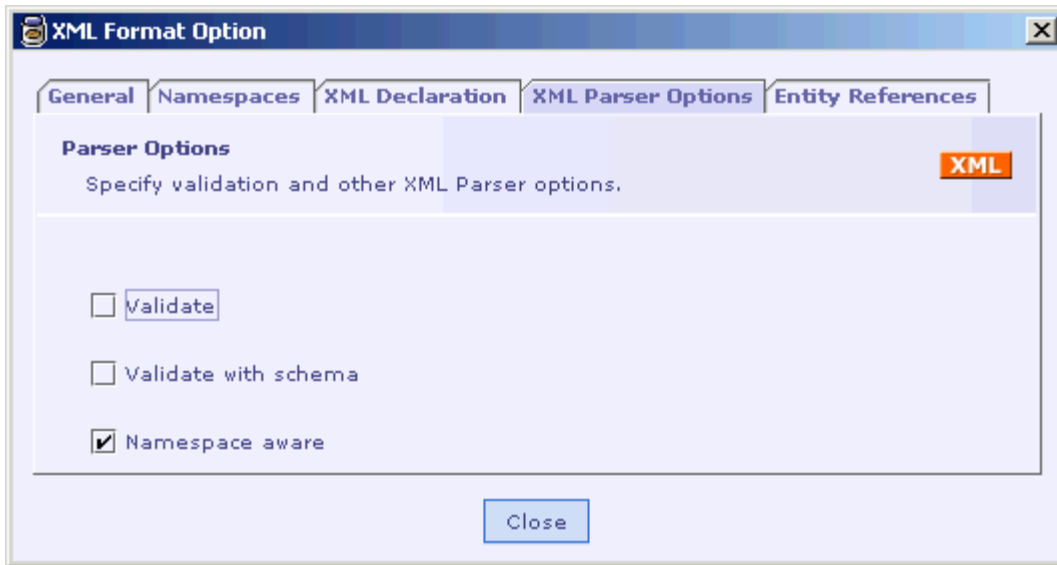 XML Format Option
General Namespaces XML Declaration XML Parser Options Entity References
Parser Options
Specify validation and other XML Parser options.
XML
Validate
Validate with schema
Namespace aware
Close